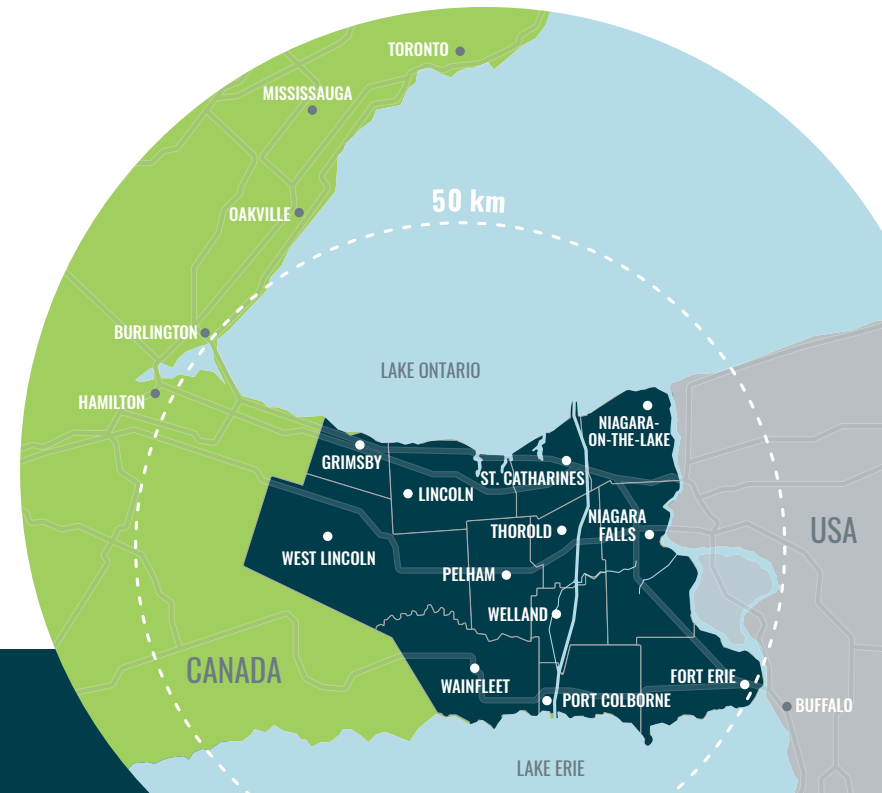 TORONTO
MISSISSAUGA
50 km
OAKVILLE
BURLINGTON
LAKE ONTARIO
HAMILTON
NIAGARA-
ON-THE-LAKE
GRIMSBY
ST. CATHARINES
LINCOLN
NIAGARA
FALLS
THOROLD
USA
WEST LINCOLN
PELHAM
WELLAND
CANADA
WAINFLEET
FORT ERIE
PORT COLBORNE
BUFFALO
LAKE ERIE